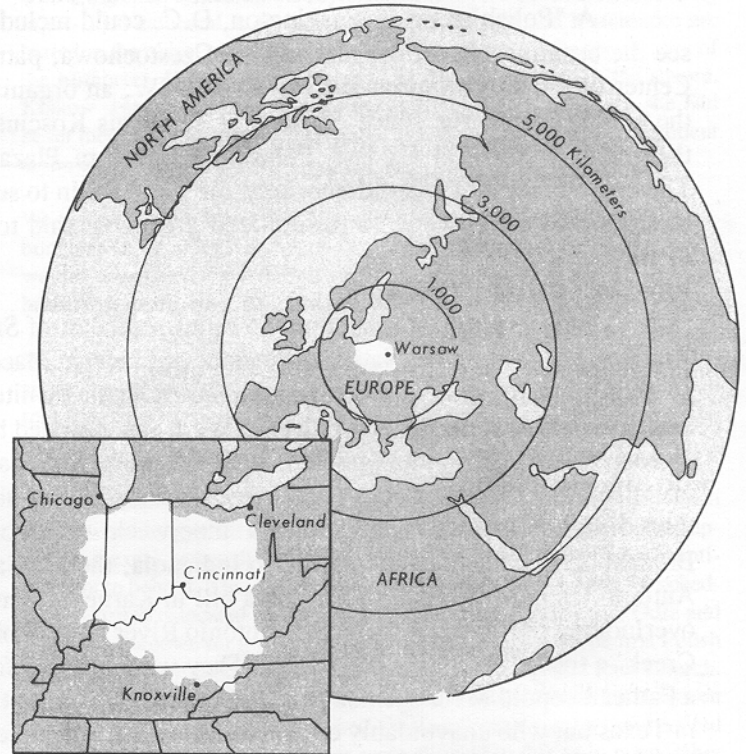 NORTH AMERICA
5,000 Kilometers
3,000
1,000
Warsaw
EUROPE
AFRICA
Chicago
Cleveland
Cincinnati
Knoxville